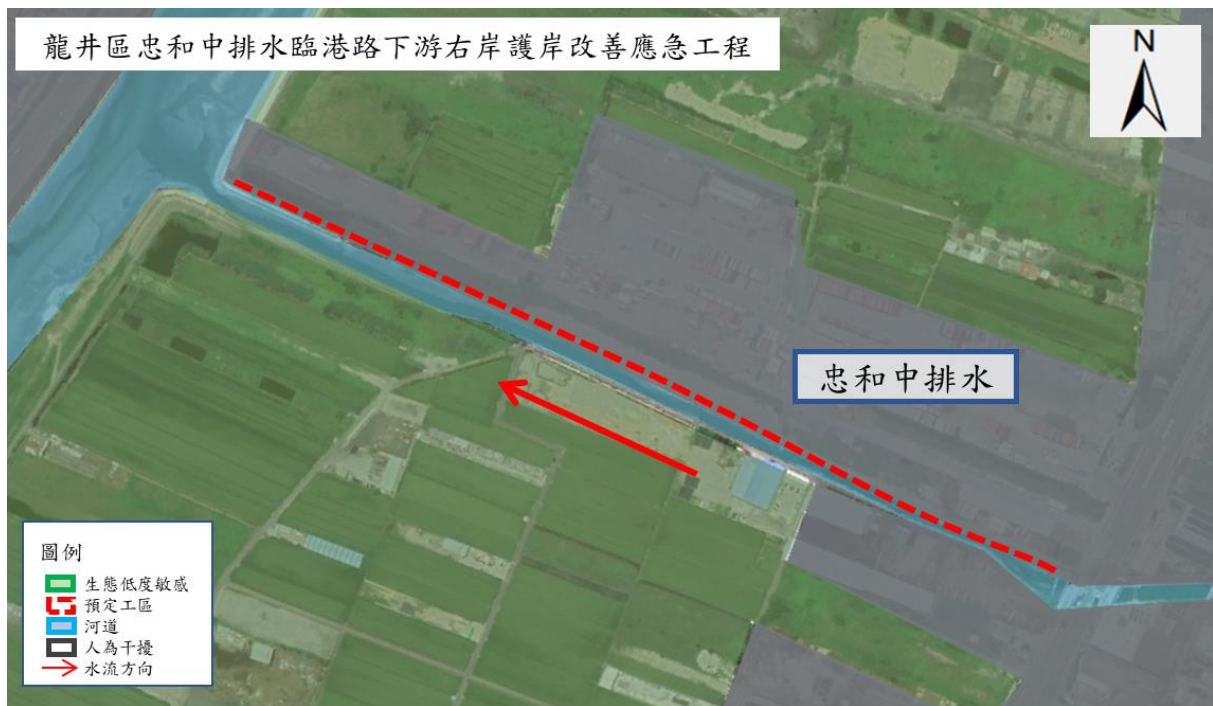 龍井區忠和中排水臨港路下游右岸護岸改善應急工程
N
忠和中排水
圖例
生態低度敏感
預定工區
河道
人為干擾
水流方向